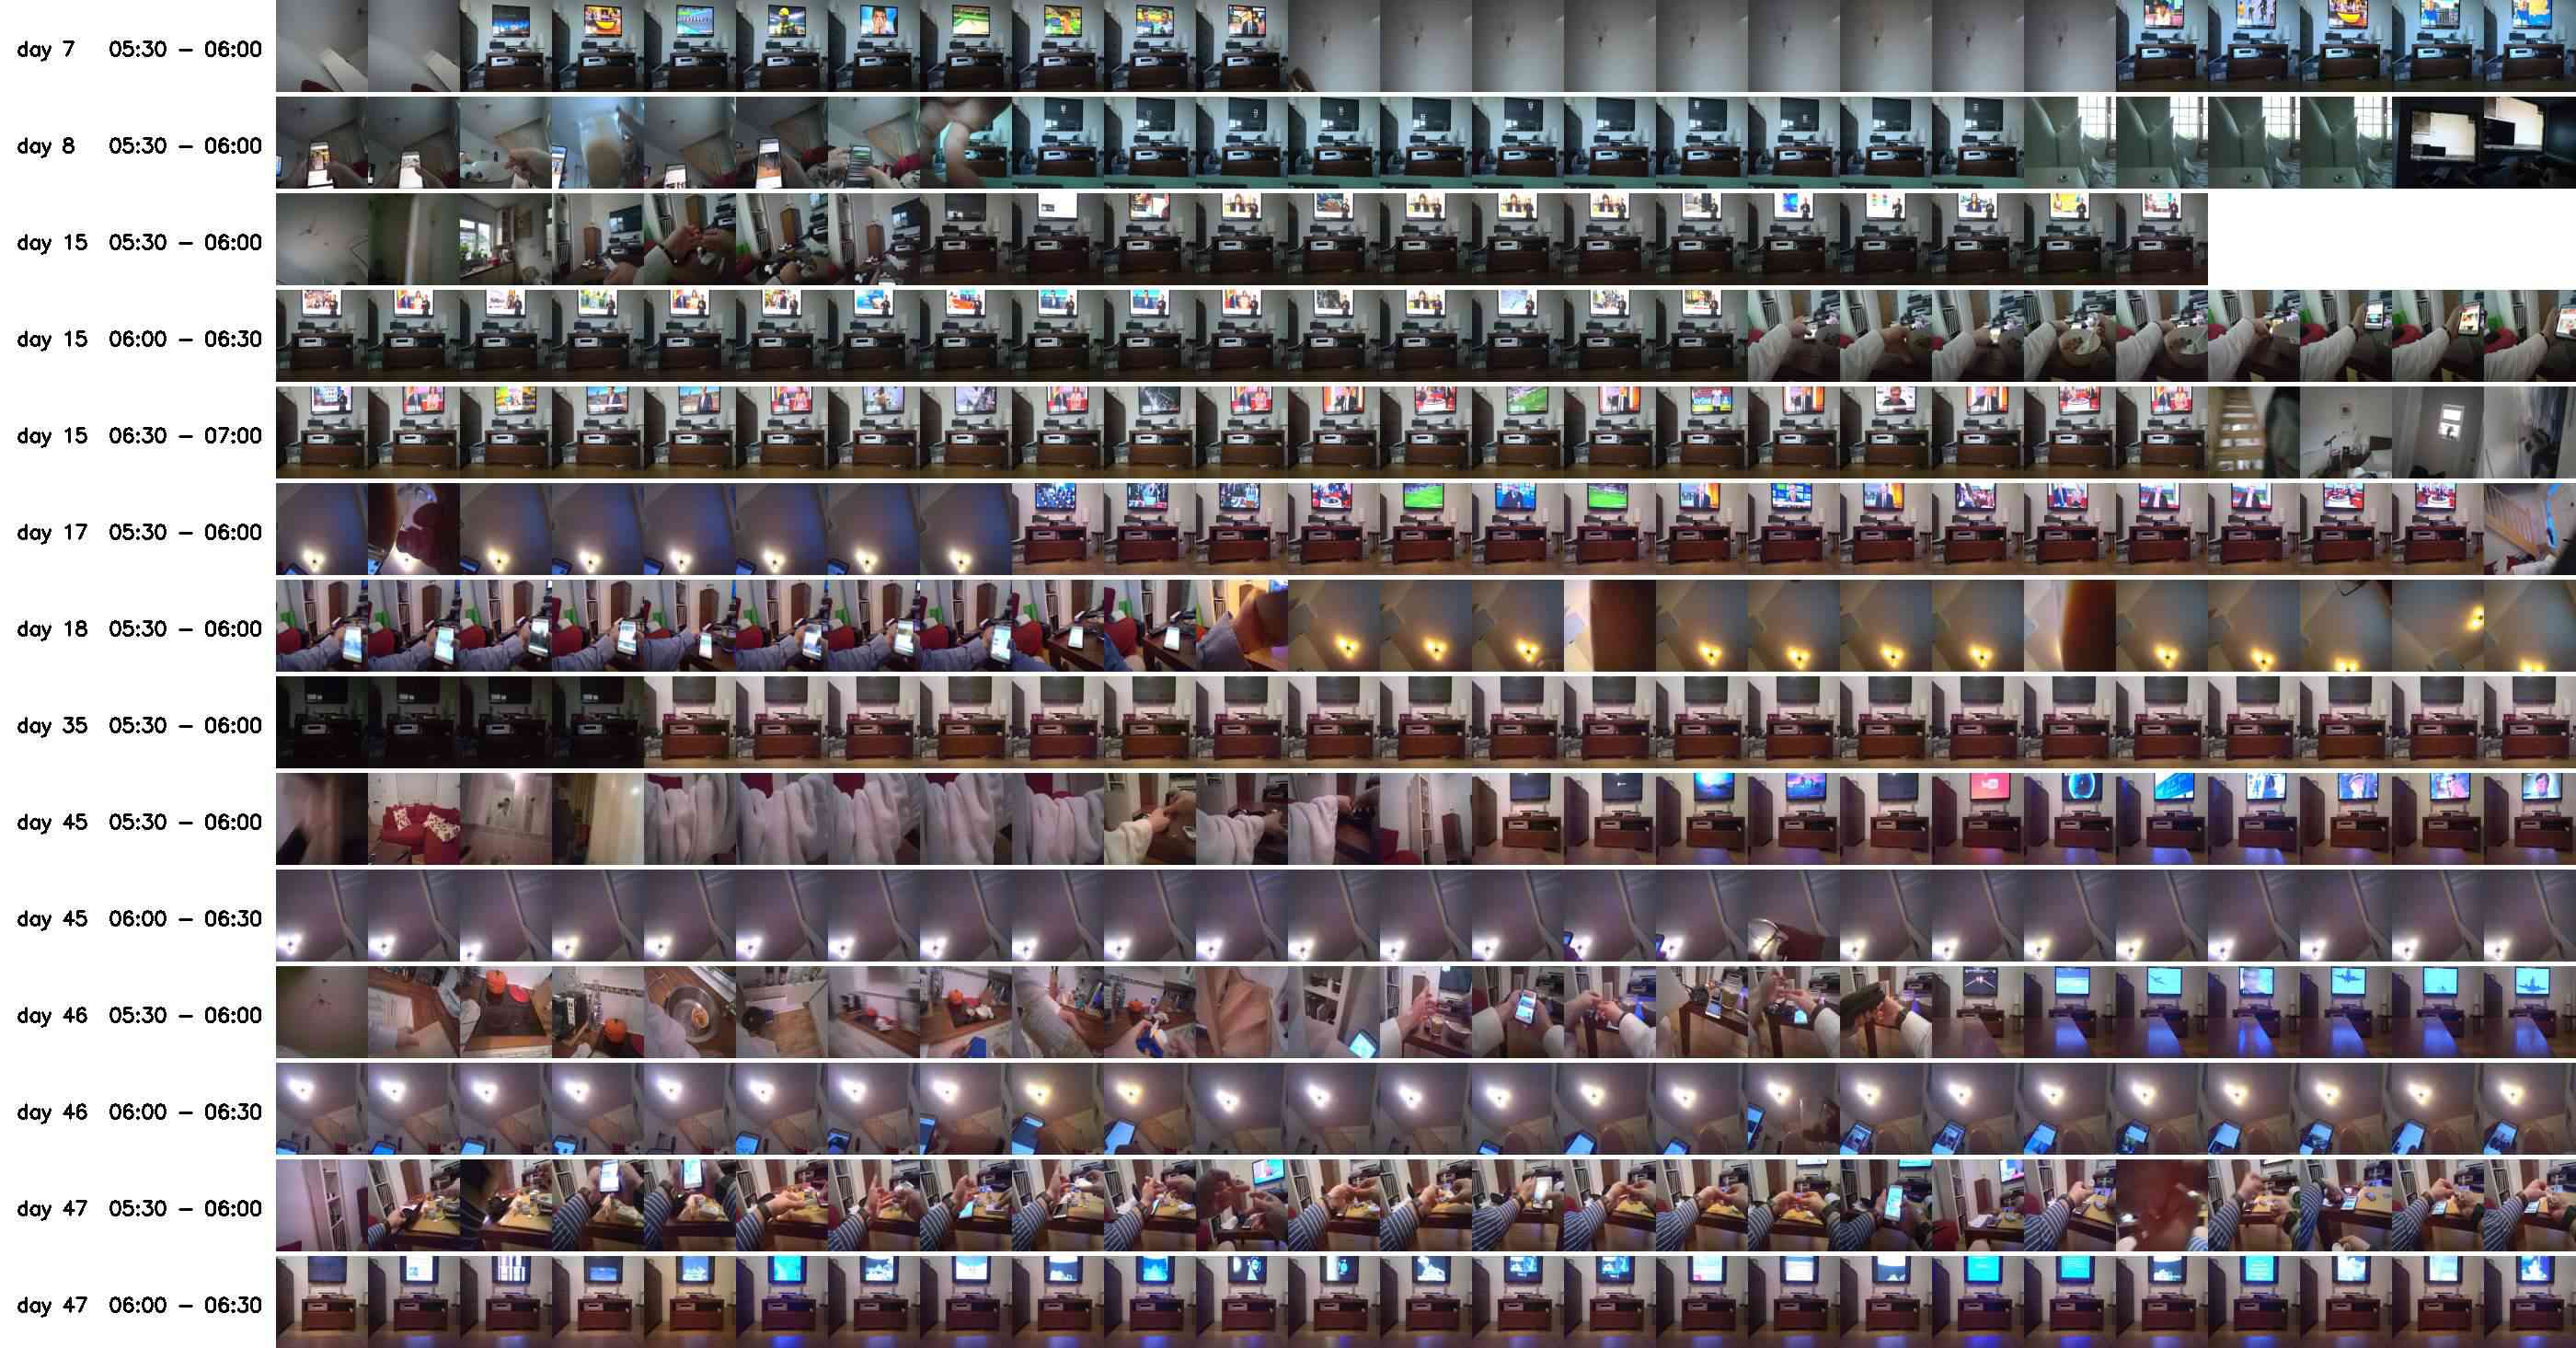 day 7 05:30 – 06:00
day 8 05:30 – 06:00
day 15 05:30 – 06:00
day 15 06:00 – 06:30
day 15 06:30 – 07:00
day 17 05:30 – 06:00
day 18 05:30 – 06:00
day 35 05:30 – 06:00
day 45 05:30 – 06:00
day 45 06:00 – 06:30
day 46 05:30 – 06:00
day 46 06:00 – 06:30
day 47 05:30 – 06:00
day 47 06:00 – 06:30